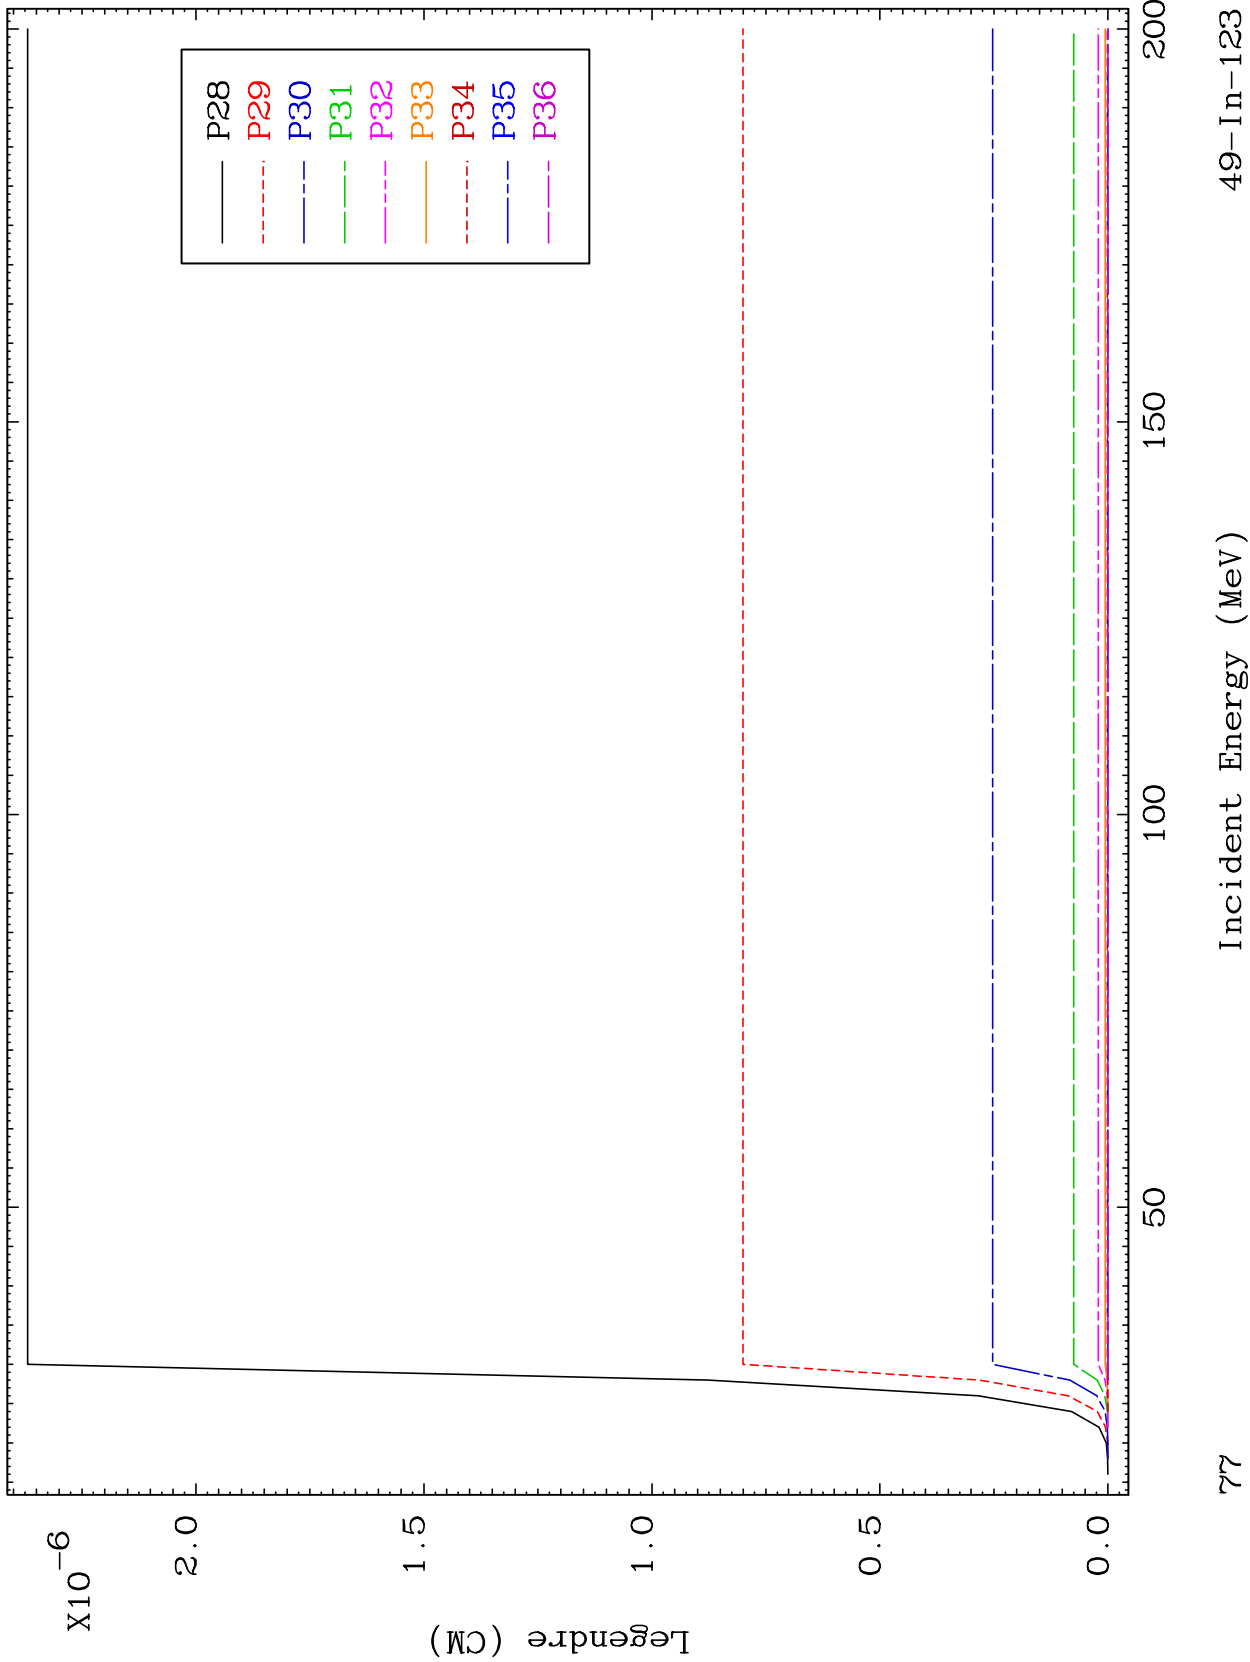 X10
-6
2.0
1.5
1.0
0.5
0.0
Legendre (CM)
P28
P29
P30
P31
P32
P33
P34
P35
P36
50
100
150
200
77
Incident Energy (MeV)
49-In-123